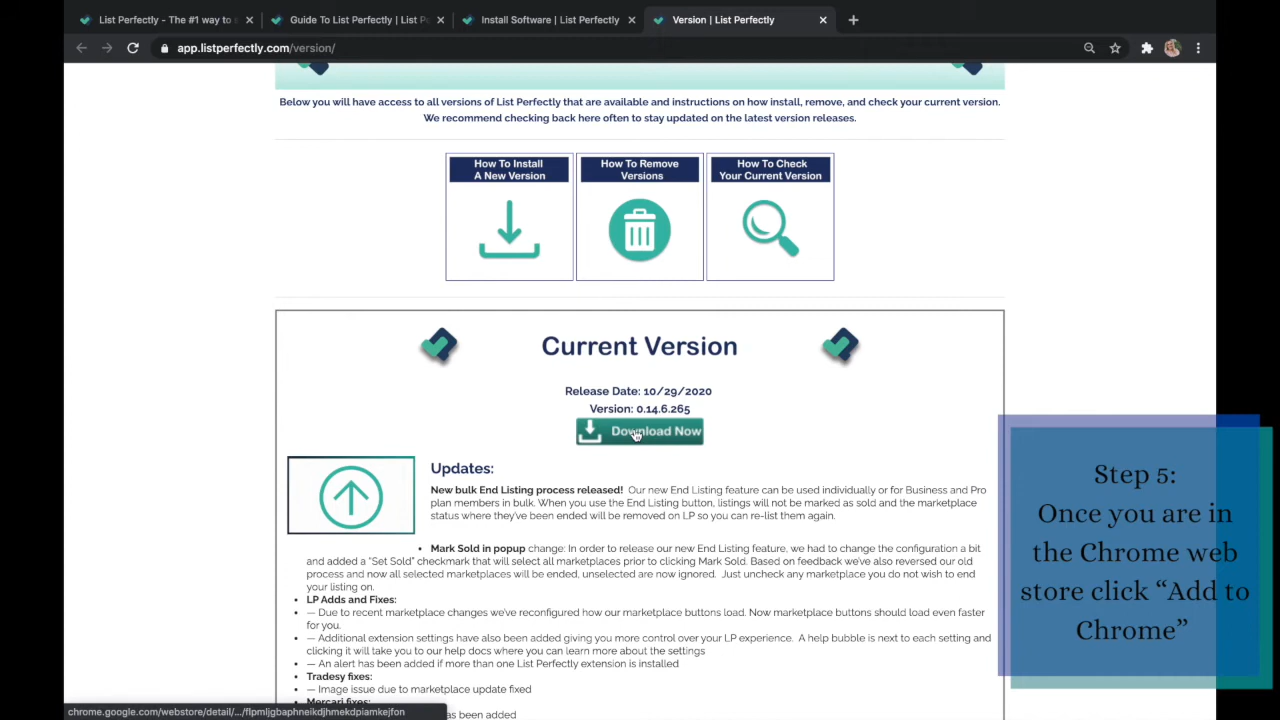 List Perfectly - The #1 way to
Guide To List Perfectly | List P
Install Software | List Perfectly
Version | List Perfectly
app.listperfectly.com/version/
Below you will have access to all versions of List Perfectly that are available and instructions on how install, remove, and check your current version.
We recommend checking back here often to stay updated on the latest version releases.
How To Install
A New Version
How To Remove
Versions
How To Check
Your Current Version
Current Version
Release Date: 10/29/2020
Version: 0.14.6.265
Download Now
Updates:
New bulk End Listing process released! Our new End Listing feature can be used individually or for Business and Pro
plan members in bulk. When you use the End Listing button, listings will not be marked as sold and the marketplace
status where they've been ended will be removed on LP so you can re-list them again.
• Mark Sold in popup change: In order to release our new End Listing feature, we had to change the configuration a bit
and added a "Set Sold" checkmark that will select all marketplaces prior to clicking Mark Sold. Based on feedback we've also reversed our old
process and now all selected marketplaces will be ended, unselected are now ignored. Just uncheck any marketplace you do not wish to end
your listing on.
• LP Adds and Fixes:
• — Due to recent marketplace changes we've reconfigured how our marketplace buttons load. Now marketplace buttons should load even faster
for you.
• — Additional extension settings have also been added giving you more control over your LP experience. A help bubble is next to each setting and
clicking it will take you to our help docs where you can learn more about the settings
• — An alert has been added if more than one List Perfectly extension is installed
• Tradesy fixes:
• — Image issue due to marketplace update fixed
• Mercari fixes:
as been added
chrome.google.com/webstore/detail/.../flpmljgbaphneikdjhmekdpiamkejfon
Step 5:
Once you are in
the Chrome web
store click “Add to
Chrome”